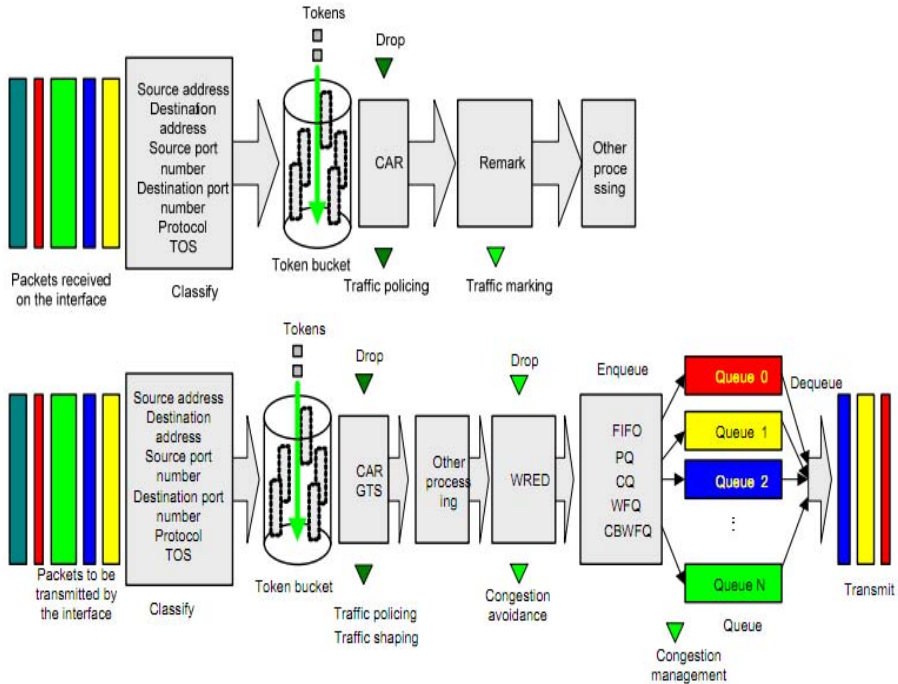 Tokens
Drop
Source address
Destination
address
Source port
number
Destination port
number
Protocol
TOS
CAR
Remark
Other
proce
ssing
Token bucket
Traffic policing
Traffic marking
Packets received
on the interface
Classify
Tokens
Drop
Drop
Enqueue
Queue 0
Dequeue
Source address
Destination
address
Source port
number
Destination port
number
Protocol
TOS
CAR
GTS
Other
process
ing
WRED
FIFO
PQ
CQ
WFQ
CBWFQ
Queue 1
Queue 2
...
Queue N
Packets to be
transmitted by
the interface
Classify
Token bucket
Traffic policing
Traffic shaping
Congestion
avoidance
Queue
Transmit
Congestion
management